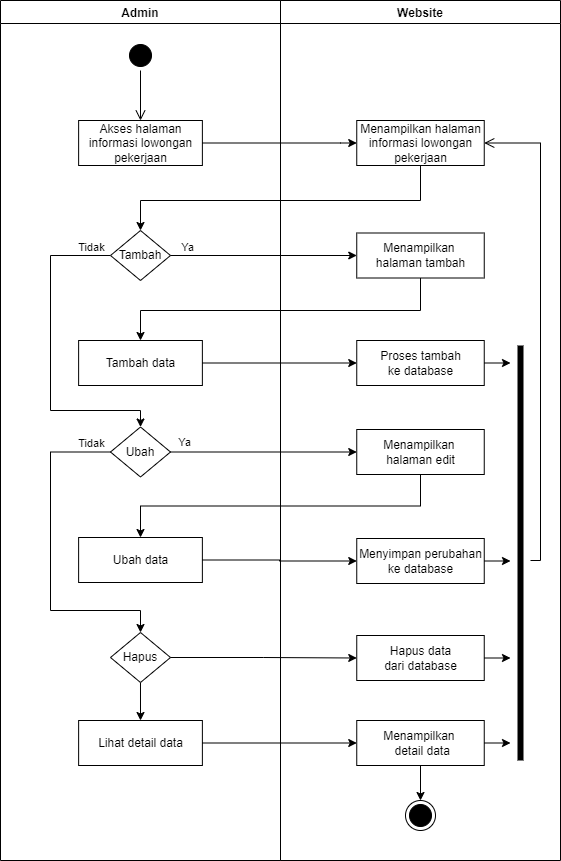 Admin
Website
Akses halaman
informasi lowongan
pekerjaan
Menampilkan halaman
informasi lowongan
pekerjaan
Tidak
Tambah
Ya
Menampilkan
halaman tambah
Tambah data
Proses tambah
ke database
Tidak
Ubah
Ya
Menampilkan
halaman edit
Ubah data
Menyimpan perubahan
ke database
Hapus
Hapus data
dari database
Lihat detail data
Menampilkan
detail data